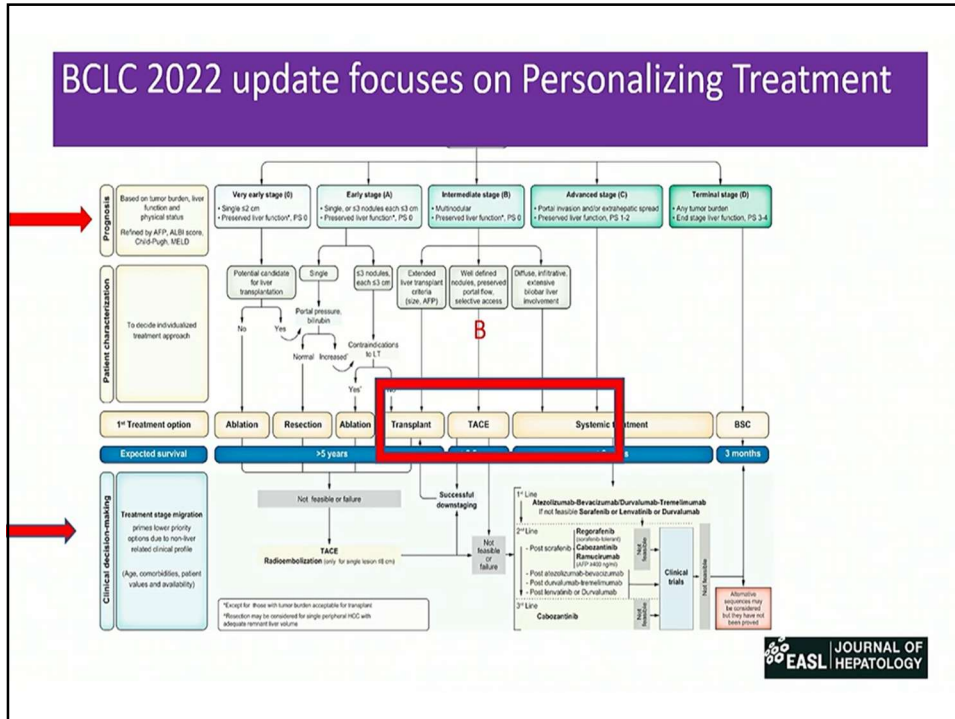 BCLC 2022 update focuses on Personalizing Treatment
Prognosis
Based on tumor burden, liver
function and
physical status
Refined by AFP, ALBI score,
Child-Pugh, MELD
Very early stage (0)
• Single ≤2 cm
• Preserved liver function*, PS 0
Early stage (A)
• Single, or ≤3 nodules each ≤3 cm
• Preserved liver function*, PS 0
Intermediate stage (B)
• Multinodular
• Preserved liver function*, PS 0
Advanced stage (C)
• Portal invasion and/or extrahepatic spread
• Preserved liver function, PS 1-2
Terminal stage (D)
• Any tumor burden
• End stage liver function, PS 3-4
Patient characterization
To decide individualized
treatment approach
Potential candidate
for liver
transplantation
Single
≤3 nodules,
each ≤3 cm
Extended
liver transplant
criteria
(size, AFP)
Well defined
nodules, preserved
portal flow,
selective access
Diffuse, infiltrative,
extensive
bilobar liver
involvement
B
No
Yes
Portal pressure,
bilirubin
Normal
Increased
Contraindications
to LT
Yes
1st Treatment option
Ablation
Resection
Ablation
Transplant
TACE
Systemic treatment
BSC
Expected survival
>5 years
3 months
Clinical decision-making
Treatment stage migration
primes lower priority
options due to non-liver
related clinical profile
(Age, comorbidities, patient
values and availability)
Not feasible or failure
TACE
Radioembolization (only for single lesion ≤8 cm)
Successful
downstaging
Not
feasible
or
failure
1st Line
Atezolizumab-Bevacizumab/Durvalumab-Tremelimumab
If not feasible Sorafenib or Lenvatinib or Durvalumab
2nd Line
- Post sorafenib
Regorafenib
(sorafenib-tolerant)
Cabozantinib
Ramucirumab
(AFP ≥400 ng/ml)
- Post atezolizumab-bevacizumab
- Post durvalumab-tremelimumab
- Post lenvatinib or Durvalumab
3rd Line
Cabozantinib
Not feasible
Not feasible
Clinical
trials
Not feasible
Alternative
sequences may
be considered
but they have not
been proved
*Except for those with tumor burden acceptable for transplant
*Resection may be considered for single peripheral HCC with
adequate remnant liver volume
EASL JOURNAL OF
HEPATOLOGY